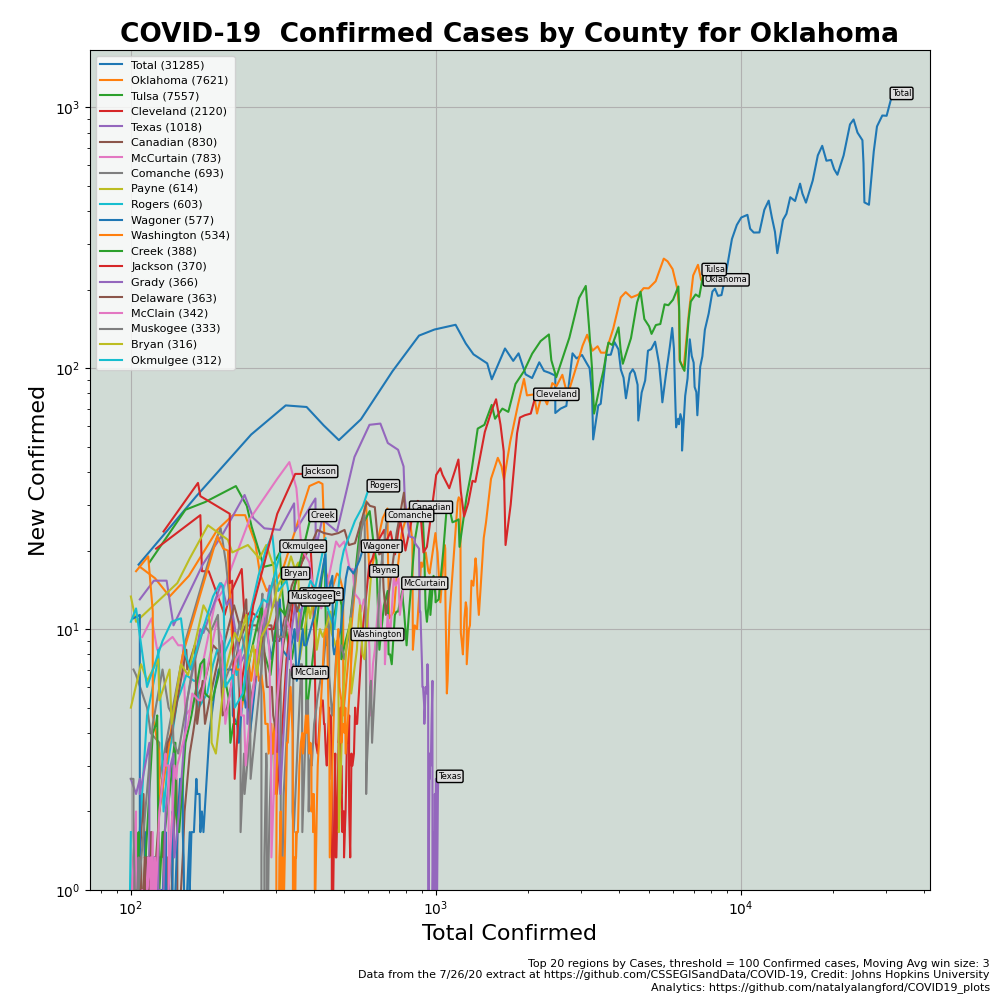 COVID-19  Confirmed Cases by County for Oklahoma
Total (31285)
Oklahoma (7621)
Tulsa (7557)
Cleveland (2120)
Texas (1018)
Canadian (830)
McCurtain (783)
Comanche (693)
Payne (614)
Rogers (603)
Wagoner (577)
Washington (534)
Creek (388)
Jackson (370)
Grady (366)
Delaware (363)
McClain (342)
Muskogee (333)
Bryan (316)
Okmulgee (312)
Total
Tulsa
Oklahoma
Cleveland
Jackson
Rogers
Canadian
Creek
Comanche
Okmulgee
Wagoner
Bryan
Payne
McCurtain
Muskogee
Washington
McClain
Texas
New Confirmed
10³
10²
10¹
10⁰
10² 10³ 10⁴
Total Confirmed
Top 20 regions by Cases, threshold = 100 Confirmed cases, Moving Avg win size: 3
Data from the 7/26/20 extract at https://github.com/CSSEGISandData/COVID-19, Credit: Johns Hopkins University
Analytics: https://github.com/natalyalangford/COVID19_plots